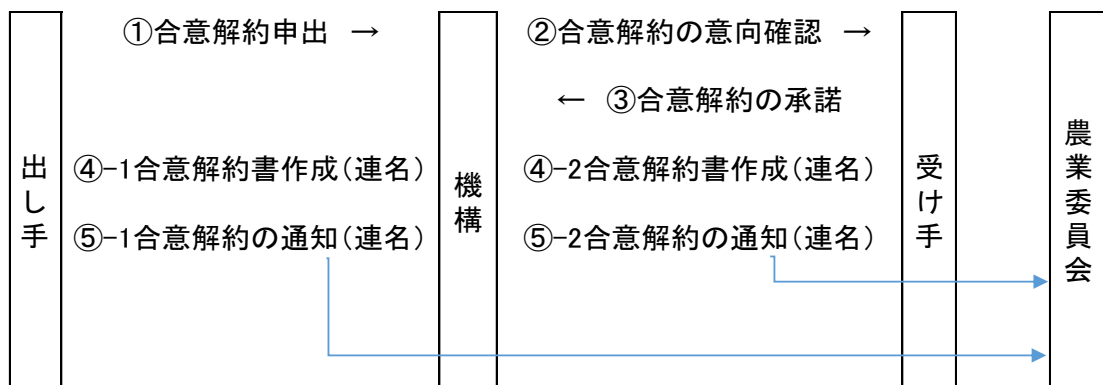 ①合意解約申出 →
②合意解約の意向確認 →
← ③合意解約の承諾
出し手
④-1合意解約書作成(連名)
機構
④-2合意解約書作成(連名)
受け手
農業委員会
⑤-1合意解約の通知(連名)
⑤-2合意解約の通知(連名)